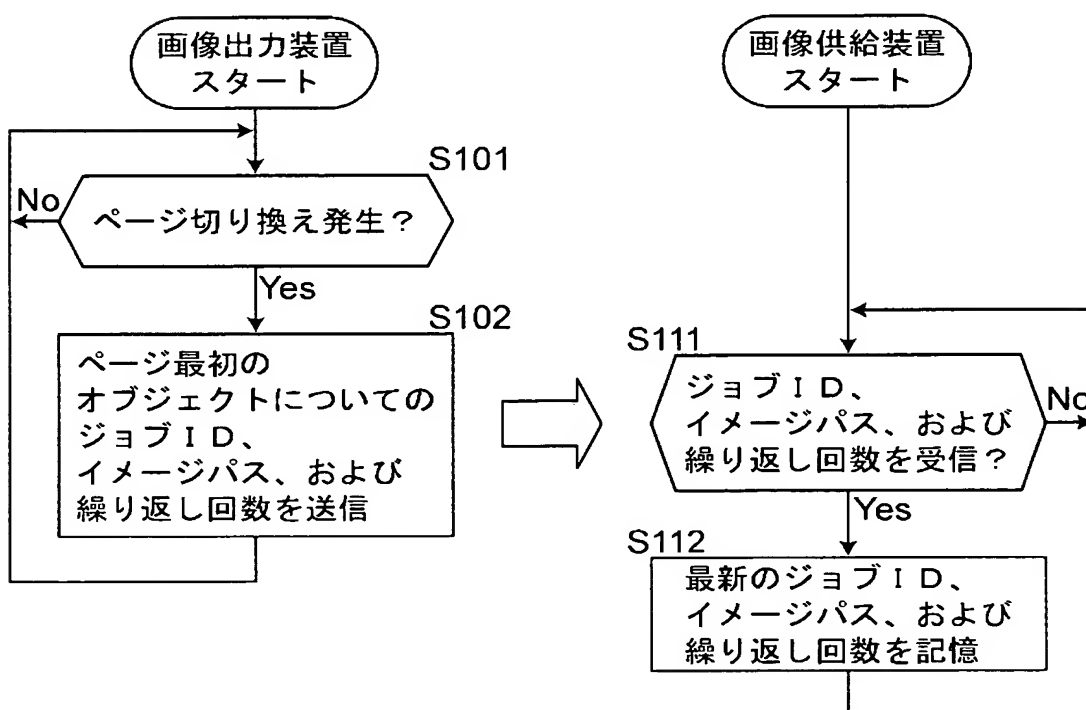 画像出力装置
スタート
S101
No
ページ切り換え発生？
Yes
S102
ページ最初の
オブジェクトについての
ジョブＩＤ、
イメージパス、および
繰り返し回数を送信
画像供給装置
スタート
S111
ジョブＩＤ、
イメージパス、および
繰り返し回数を受信？
No
Yes
S112
最新のジョブＩＤ、
イメージパス、および
繰り返し回数を記憶